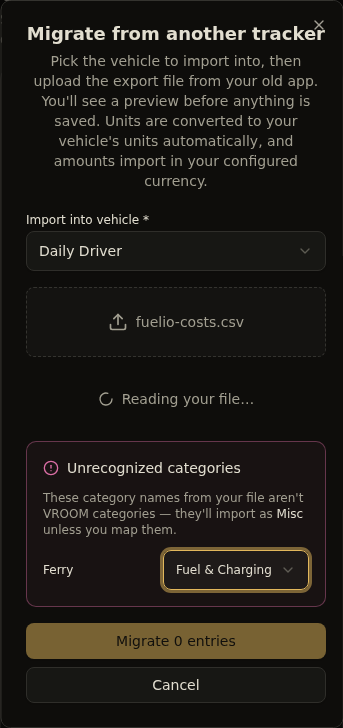 Migrate from another tracker
Pick the vehicle to import into, then
upload the export file from your old app.
You'll see a preview before anything is
saved. Units are converted to your
vehicle's units automatically, and
amounts import in your configured
currency.
Import into vehicle *
Daily Driver
fuelio-costs.csv
Reading your file…
Unrecognized categories
These category names from your file aren't
VROOM categories — they'll import as Misc
unless you map them.
Ferry
Fuel & Charging
Migrate 0 entries
Cancel